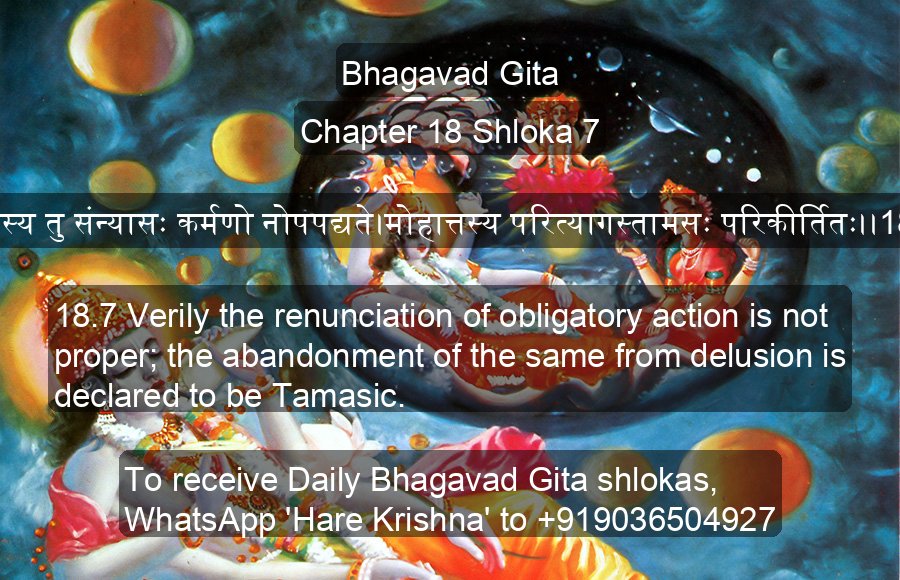 Bhagavad Gita
Chapter 18 Shloka 7
तु संन्यासः कर्मणो नोपपद्यते।मोहात्तस्य परित्यागस्तामसः परिकीर्तितः।।
18.7 Verily the renunciation of obligatory action is not
proper; the abandonment of the same from delusion is
declared to be Tamasic.
To receive Daily Bhagavad Gita shlokas,
WhatsApp 'Hare Krishna' to +919036504927